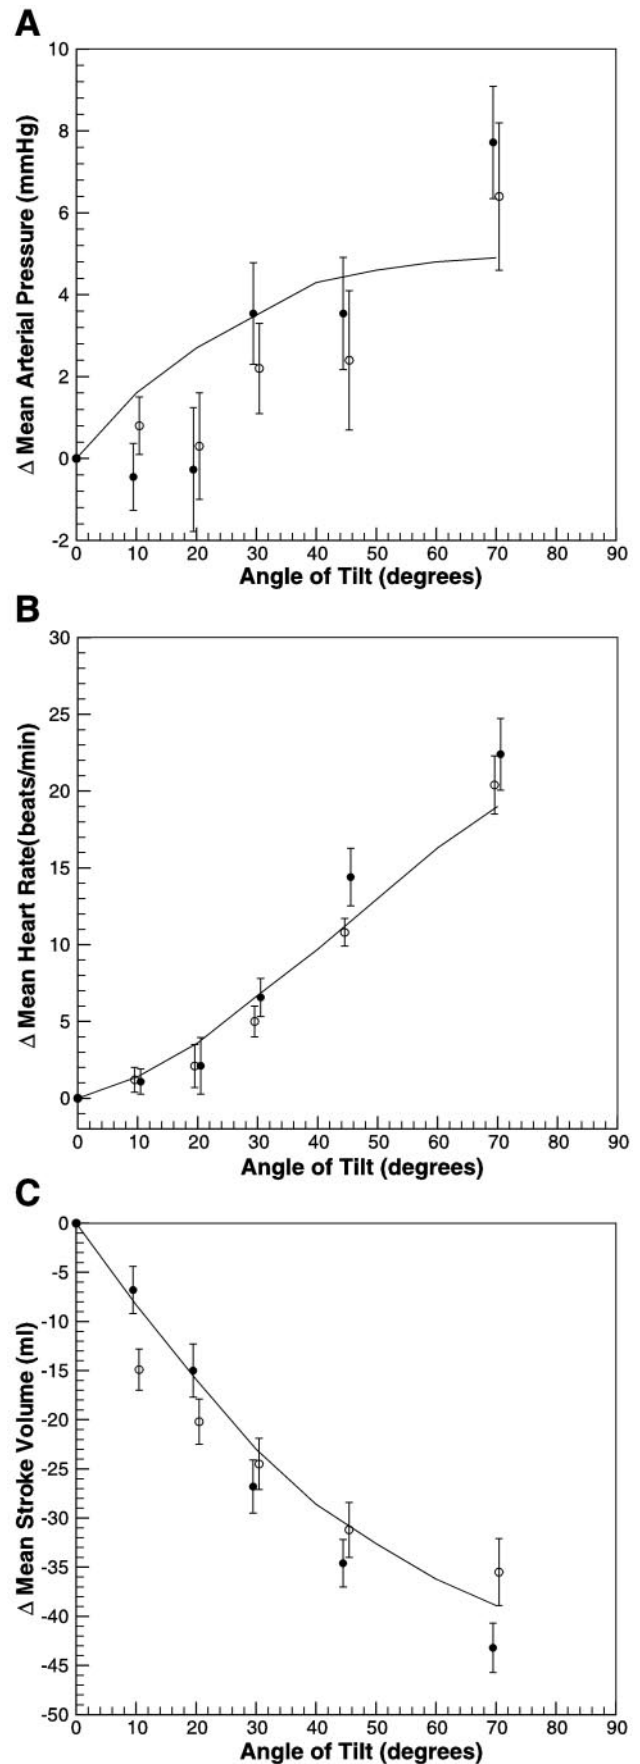 A
Δ Mean Arterial Pressure (mmHg)
10
8
6
4
2
0
-2
0 10 20 30 40 50 60 70 80 90
Angle of Tilt (degrees)
B
Δ Mean Heart Rate(beats/min)
30
25
20
15
10
5
0
0 10 20 30 40 50 60 70 80 90
Angle of Tilt (degrees)
C
Δ Mean Stroke Volume (ml)
0
-5
-10
-15
-20
-25
-30
-35
-40
-45
-50
0 10 20 30 40 50 60 70 80 90
Angle of Tilt (degrees)